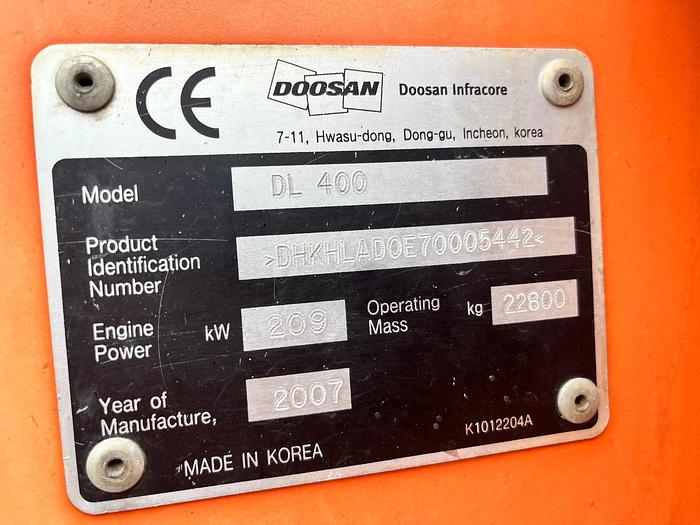 CE DOOSAN Doosan Infracore
7-11, Hwasu-dong, Dong-gu, Incheon, korea
Model DL 400
Product Identification Number >DHKHLADOE70005442<
Engine Power kW 209 Operating Mass kg 22800
Year of Manufacture, 2007
MADE IN KOREA K1012204A